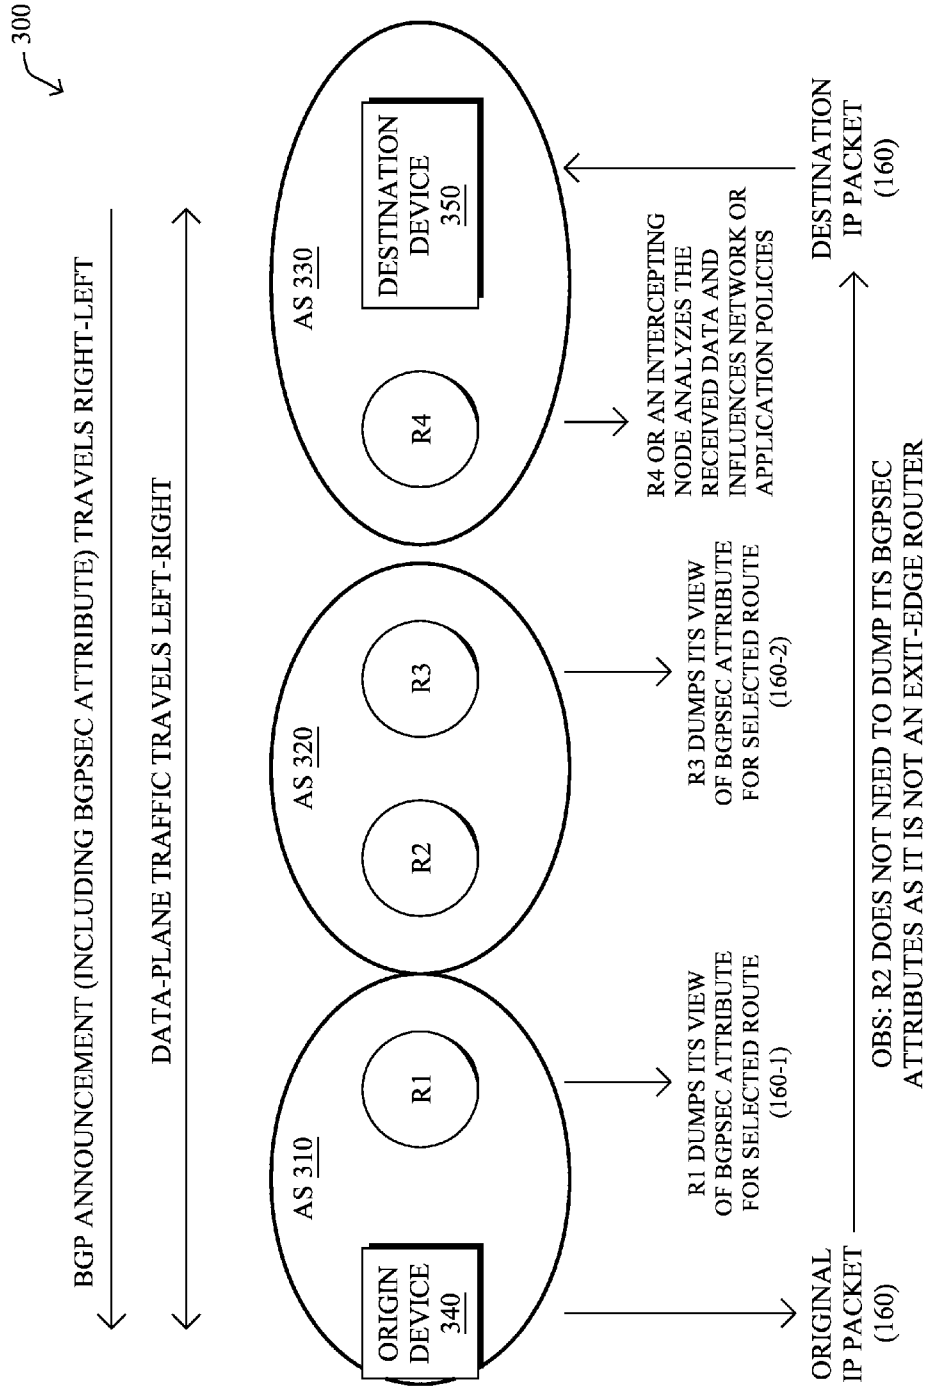 300
BGP ANNOUNCEMENT (INCLUDING BGPSEC ATTRIBUTE) TRAVELS RIGHT-LEFT
DATA-PLANE TRAFFIC TRAVELS LEFT-RIGHT
AS 310
AS 320
AS 330
ORIGIN
DEVICE
340
R1
R2
R3
R4
DESTINATION
DEVICE
350
R1 DUMPS ITS VIEW
OF BGPSEC ATTRIBUTE
FOR SELECTED ROUTE
(160-1)
R3 DUMPS ITS VIEW
OF BGPSEC ATTRIBUTE
FOR SELECTED ROUTE
(160-2)
R4 OR AN INTERCEPTING
NODE ANALYZES THE
RECEIVED DATA AND
INFLUENCES NETWORK OR
APPLICATION POLICIES
ORIGINAL
IP PACKET
(160)
DESTINATION
IP PACKET
(160)
OBS: R2 DOES NOT NEED TO DUMP ITS BGPSEC
ATTRIBUTES AS IT IS NOT AN EXIT-EDGE ROUTER